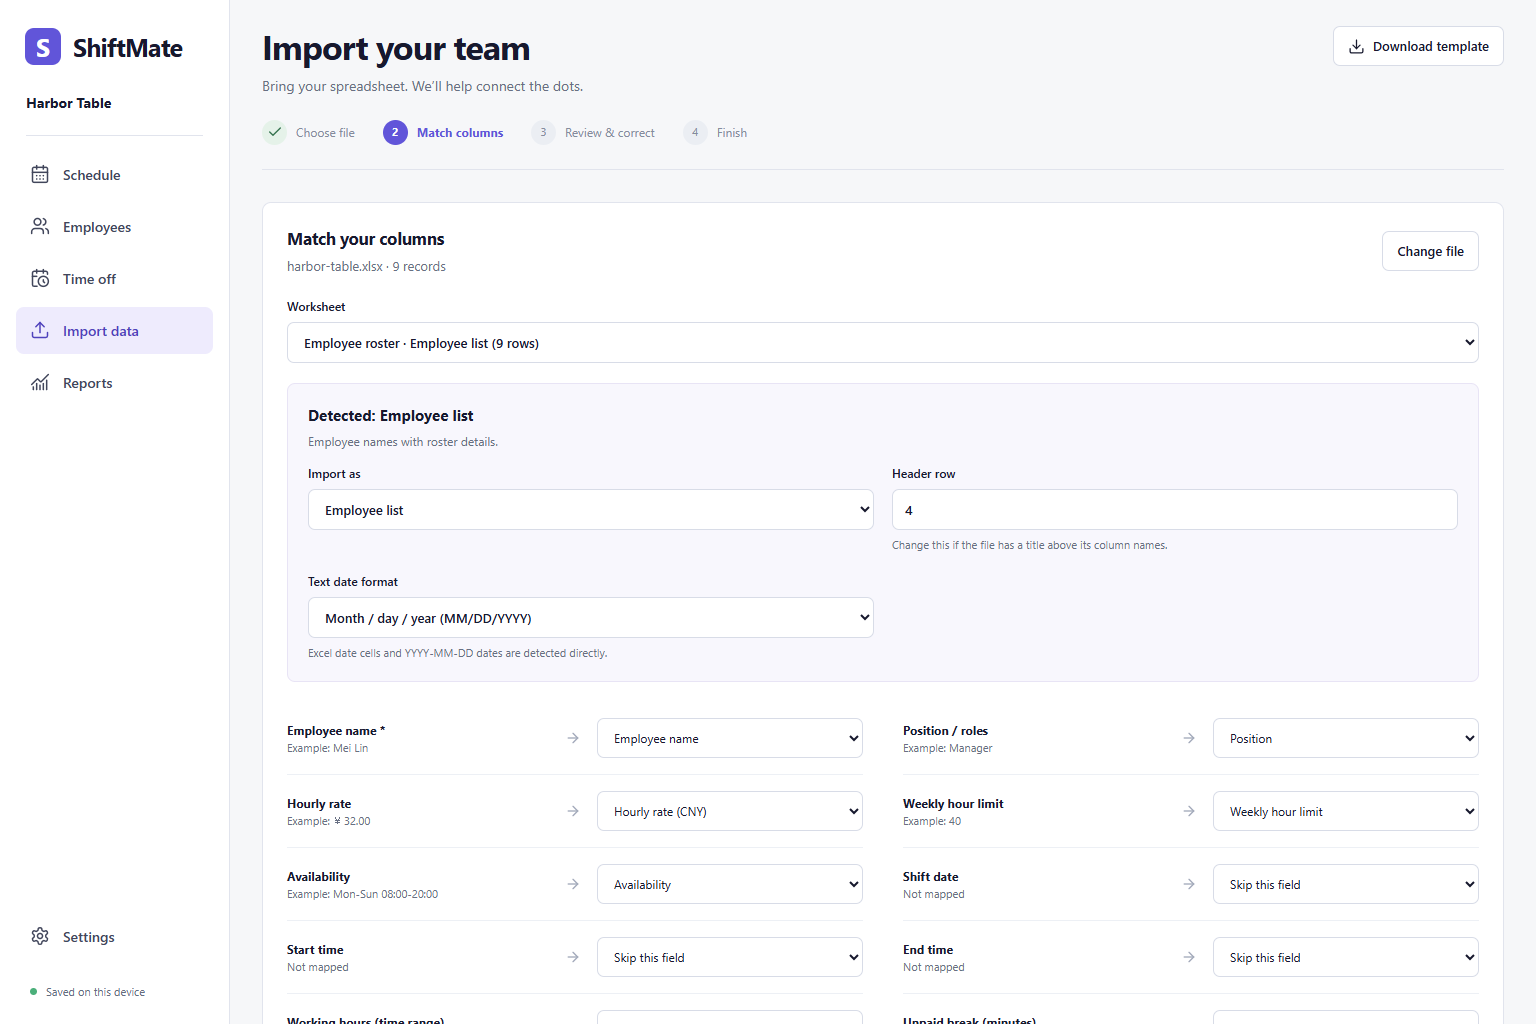 S ShiftMate
Harbor Table
Schedule
Employees
Time off
Import data
Reports
Settings
Saved on this device
Import your team
Bring your spreadsheet. We'll help connect the dots.
Download template
Choose file
2 Match columns
3 Review & correct
4 Finish
Match your columns
harbor-table.xlsx · 9 records
Change file
Worksheet
Employee roster · Employee list (9 rows)
Detected: Employee list
Employee names with roster details.
Import as
Employee list
Header row
4
Change this if the file has a title above its column names.
Text date format
Month / day / year (MM/DD/YYYY)
Excel date cells and YYYY-MM-DD dates are detected directly.
Employee name *
Example: Mei Lin
Employee name
Position / roles
Example: Manager
Position
Hourly rate
Example: ¥ 32.00
Hourly rate (CNY)
Weekly hour limit
Example: 40
Weekly hour limit
Availability
Example: Mon-Sun 08:00-20:00
Availability
Shift date
Not mapped
Skip this field
Start time
Not mapped
Skip this field
End time
Not mapped
Skip this field
Working hours (time range)
Unpaid break (minutes)